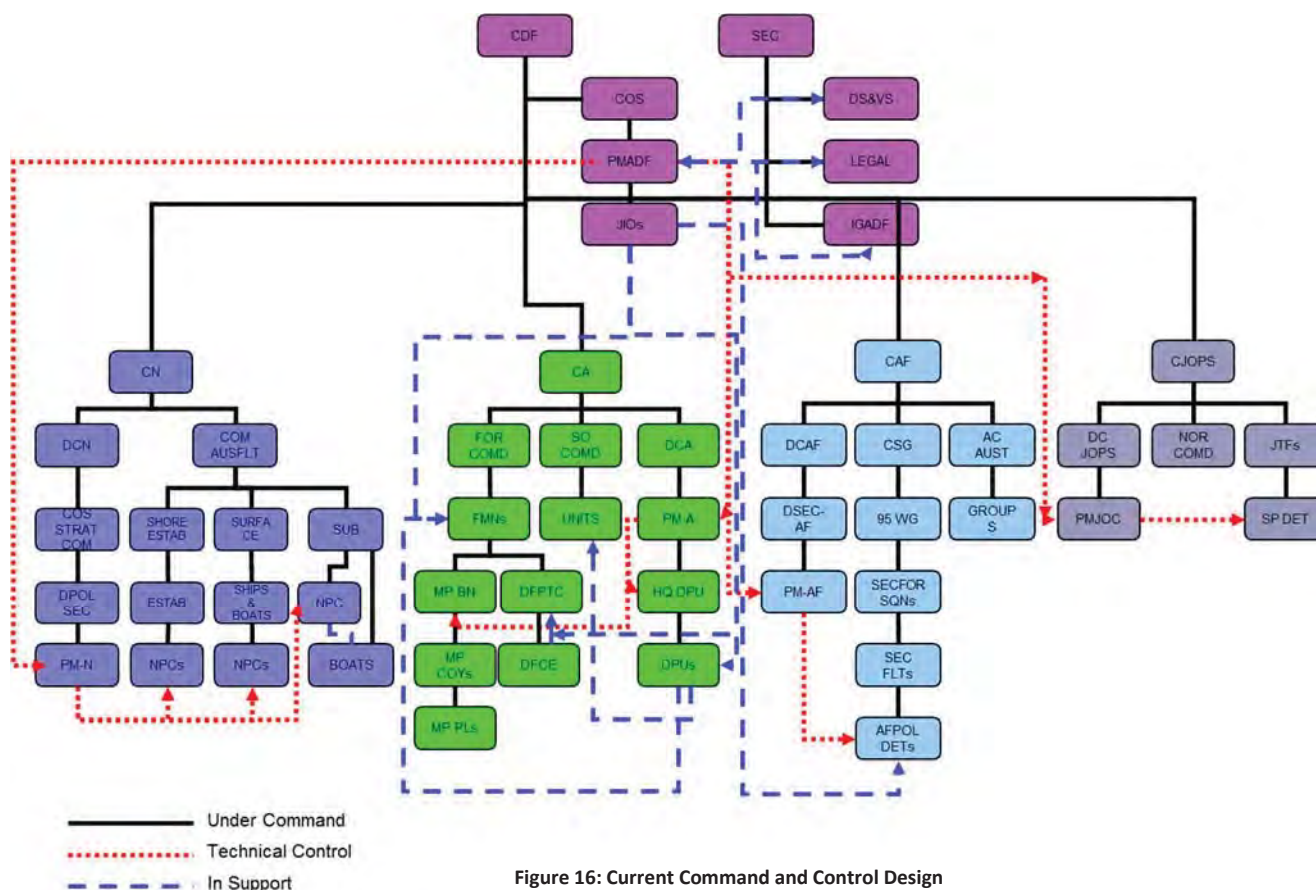 CDF
SEC
COS
DS&VS
PMADF
LEGAL
JIOs
IGADF
CN
CA
CAF
CJOPS
DCN
COM
AUSFLT
FOR
COMD
SO
COMD
DCA
DCAF
CSG
AC
AUST
DC
JOPS
NOR
COMD
JTFs
COS
STRAT
COM
SHORE
ESTAB
SURFA
CE
SUB
FMNs
UNITS
PM-A
DSEC-
AF
95 WG
GROUP
S
PMJOC
SP DET
DPOL
SEC
ESTAB
SHIPS
&
BOATS
NPC
MP BN
DFPTC
HQ DPU
PM-AF
SECFOR
SQNs
PM-N
NPCs
NPCs
BOATS
MP
COYs
DFCE
DPUs
SEC
FLTs
MP PLs
AFPOL
DETs
Under Command
Technical Control
In Support
Figure 16: Current Command and Control Design